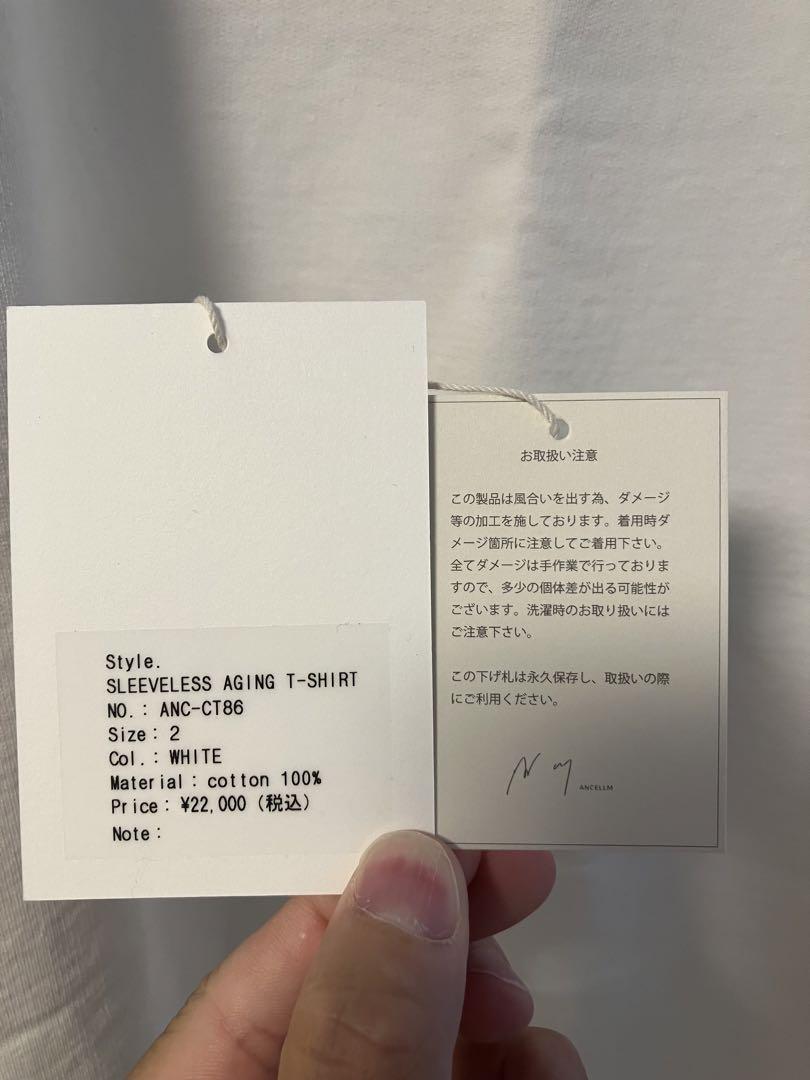 Style.
SLEEVELESS AGING T-SHIRT
NO.: ANC-CT86
Size: 2
Col.: WHITE
Material: cotton 100%
Price: ¥22,000 (税込)
Note:
お取扱い注意
この製品は風合いを出す為、ダメージ
等の加工を施しております。着用時ダ
メージ箇所に注意してご着用下さい。
全てダメージは手作業で行っておりま
すので、多少の個体差が出る可能性が
ございます。洗濯時のお取り扱いには
ご注意下さい。
この下げ札は永久保存し、取扱いの際
にご利用ください。
ANCELLM